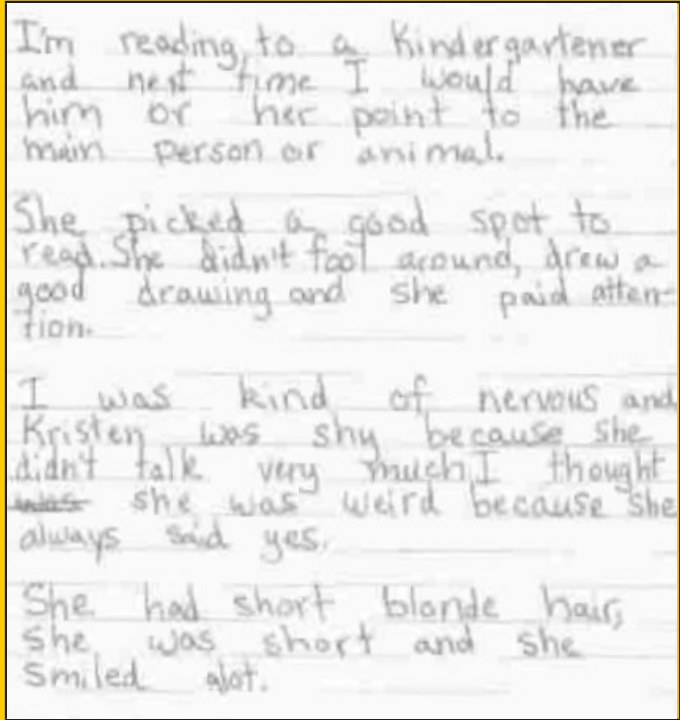 I'm reading, to a Kindergartener
and next time I would have
him or her point to the
main person or animal.
She picked a good spot to
read. She didn't fool around, drew a
good drawing and she paid atten-
tion.
I was kind of nervous and
Kristen was shy because she
didn't talk very much, I thought
was she was weird because she
always said yes.
She had short blonde hair,
she was short and she
smiled alot.